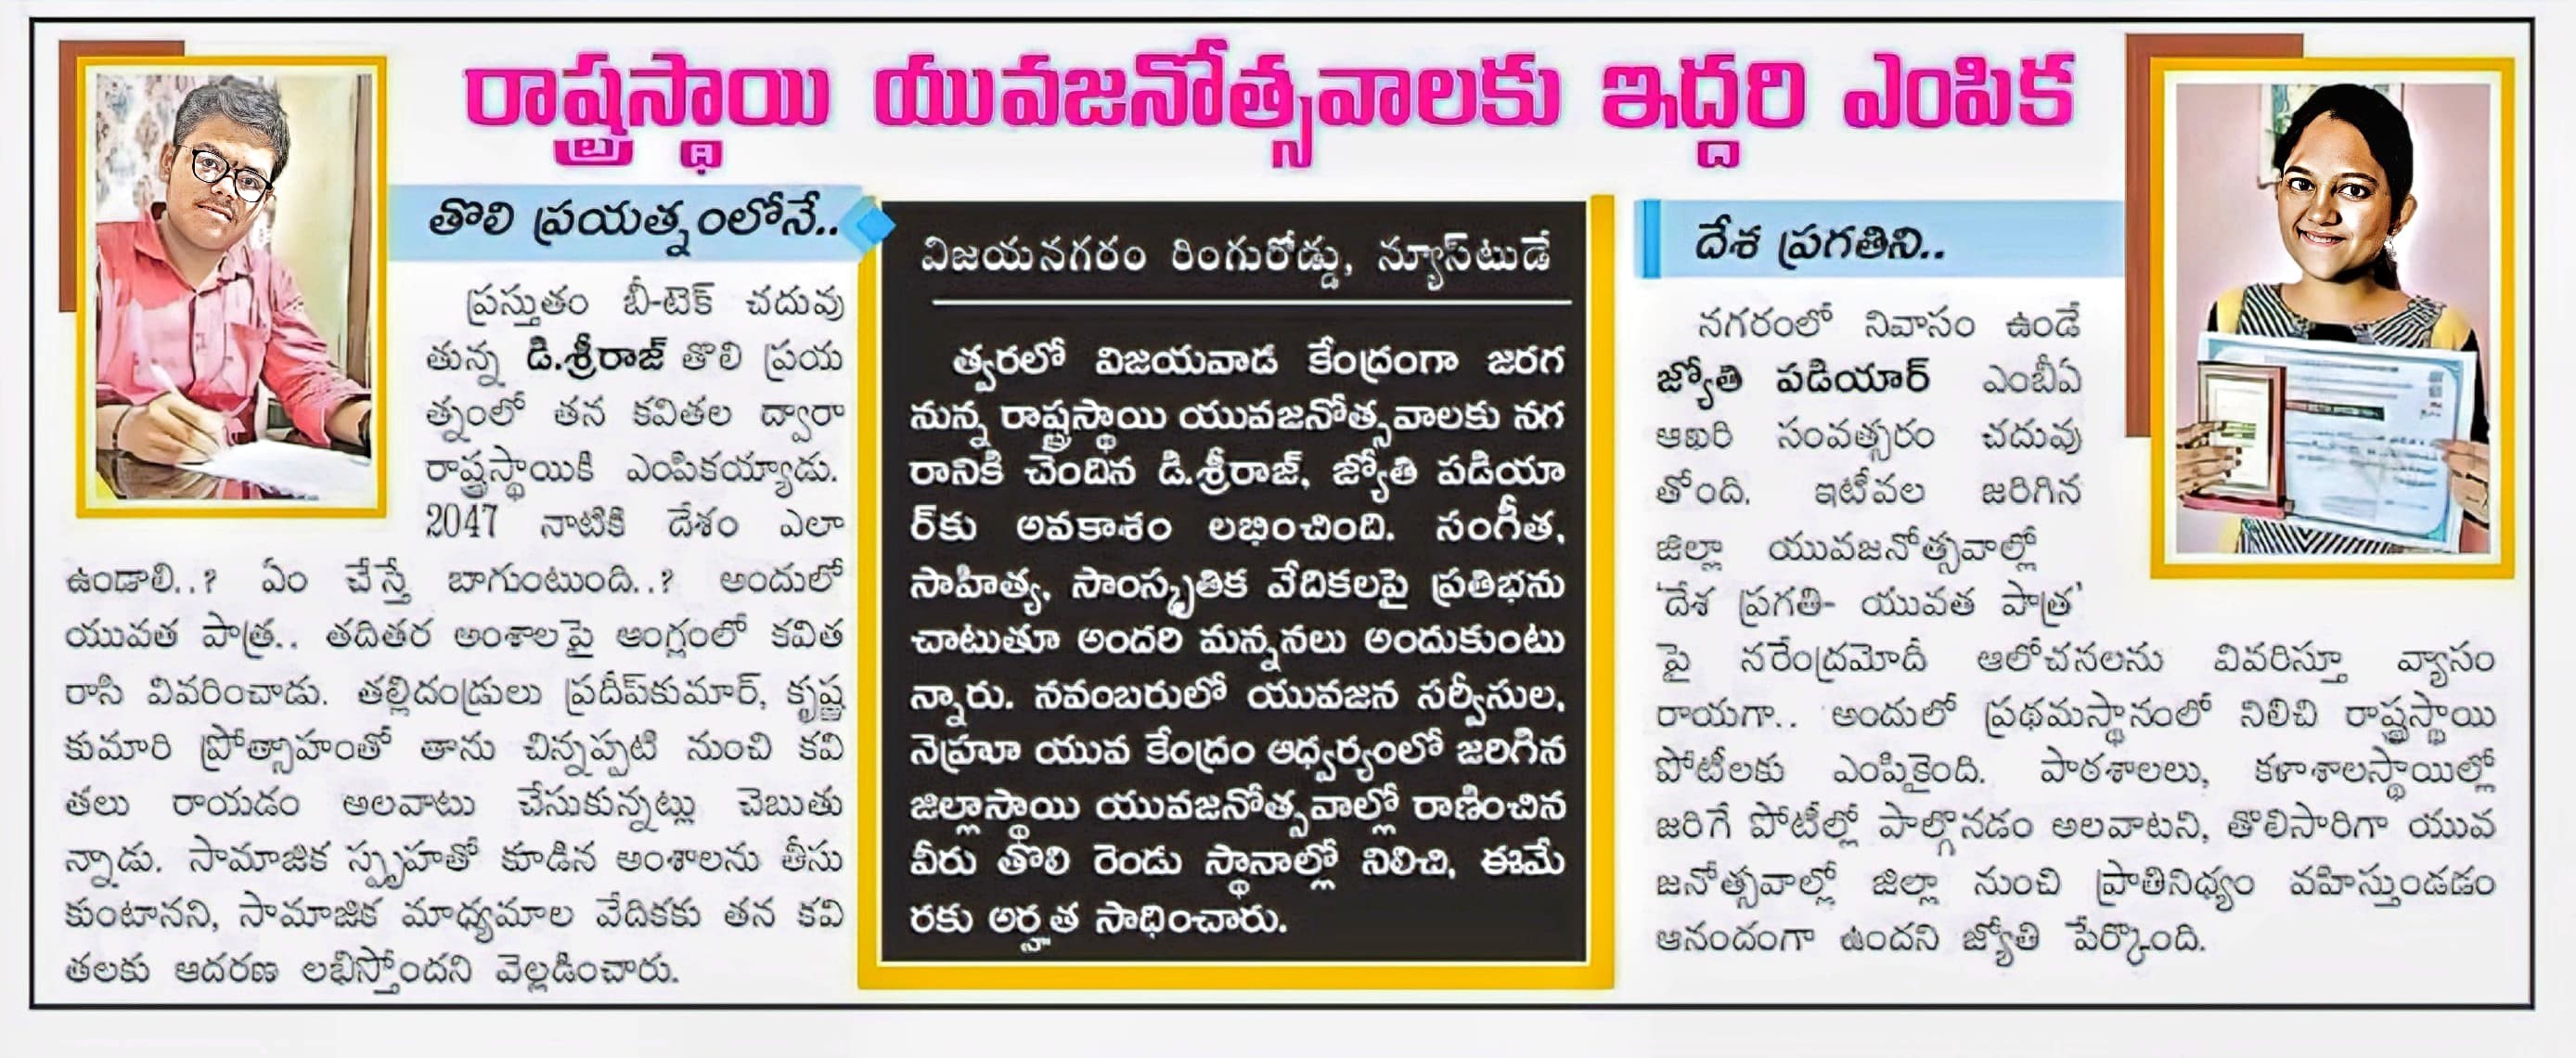 రాష్ట్రస్థాయి యువజనోత్సవాలకు ఇద్దరి ఎంపిక
తొలి ప్రయత్నంలోనే..
ప్రస్తుతం బీ-టెక్ చదువు
తున్న డి.శ్రీరాజ్ తొలి ప్రయ
త్నంలో తన కవితల ద్వారా
రాష్ట్రస్థాయికి ఎంపికయ్యాడు.
2047 నాటికి దేశం ఎలా
ఉండాలి..? ఏం చేస్తే బాగుంటుంది..? అందులో
యువత పాత్ర.. తదితర అంశాలపై ఆంగ్లంలో కవిత
రాసి వివరించాడు. తల్లిదండ్రులు ప్రదీప్‌కుమార్, కృష్ణ
కుమారి ప్రోత్సాహంతో తాను చిన్నప్పటి నుంచి కవి
తలు రాయడం అలవాటు చేసుకున్నట్లు చెబుతు
న్నాడు. సామాజిక స్పృహతో కూడిన అంశాలను తీసు
కుంటానని, సామాజిక మాధ్యమాల వేదికకు తన కవి
తలకు ఆదరణ లభిస్తోందని వెల్లడించారు.
విజయనగరం రింగురోడ్డు, న్యూస్‌టుడే
త్వరలో విజయవాడ కేంద్రంగా జరగ
నున్న రాష్ట్రస్థాయి యువజనోత్సవాలకు నగ
రానికి చెందిన డి.శ్రీరాజ్, జ్యోతి పడియా
ర్‌కు అవకాశం లభించింది. సంగీత,
సాహిత్య, సాంస్కృతిక వేదికలపై ప్రతిభను
చాటుతూ అందరి మన్ననలు అందుకుంటు
న్నారు. నవంబరులో యువజన సర్వీసుల,
నెహ్రూ యువ కేంద్రం ఆధ్వర్యంలో జరిగిన
జిల్లాస్థాయి యువజనోత్సవాల్లో రాణించిన
వీరు తొలి రెండు స్థానాల్లో నిలిచి, ఈమే
రకు అర్హత సాధించారు.
దేశ ప్రగతిని..
నగరంలో నివాసం ఉండే
జ్యోతి పడియార్ ఎంబీఏ
ఆఖరి సంవత్సరం చదువు
తోంది. ఇటీవల జరిగిన
జిల్లా యువజనోత్సవాల్లో
'దేశ ప్రగతి- యువత పాత్ర'
పై నరేంద్రమోదీ ఆలోచనలను వివరిస్తూ వ్యాసం
రాయగా.. అందులో ప్రథమస్థానంలో నిలిచి రాష్ట్రస్థాయి
పోటీలకు ఎంపికైంది. పాఠశాలలు, కళాశాలస్థాయిల్లో
జరిగే పోటీల్లో పాల్గొనడం అలవాటని, తొలిసారిగా యువ
జనోత్సవాల్లో జిల్లా నుంచి ప్రాతినిధ్యం వహిస్తుండడం
ఆనందంగా ఉందని జ్యోతి పేర్కొంది.